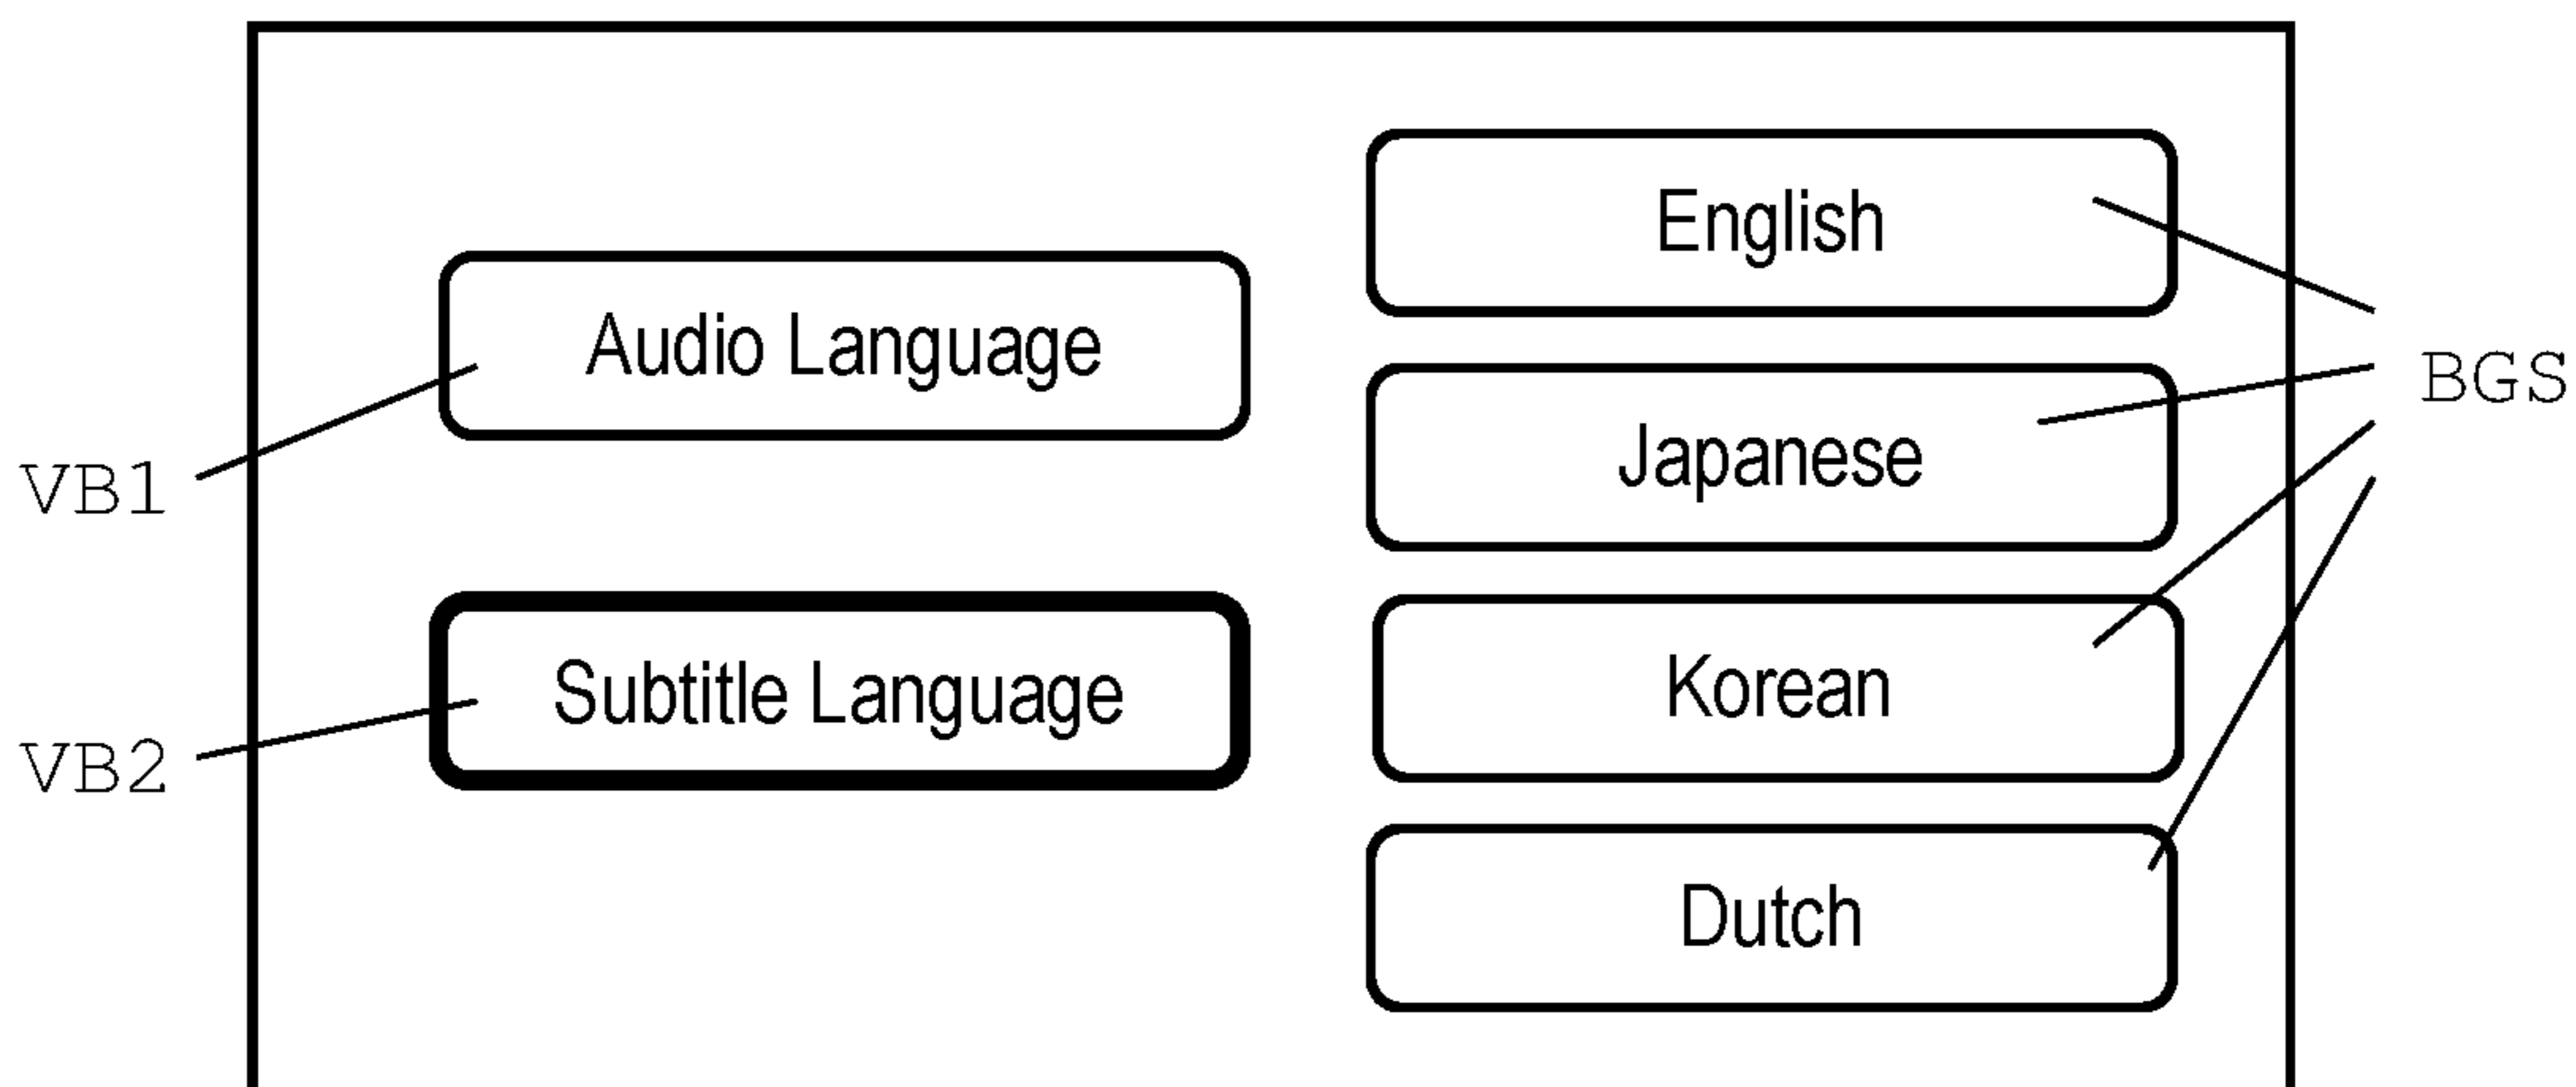 English
Audio Language
BGS
Japanese
VB1
Subtitle Language
Korean
VB2
Dutch